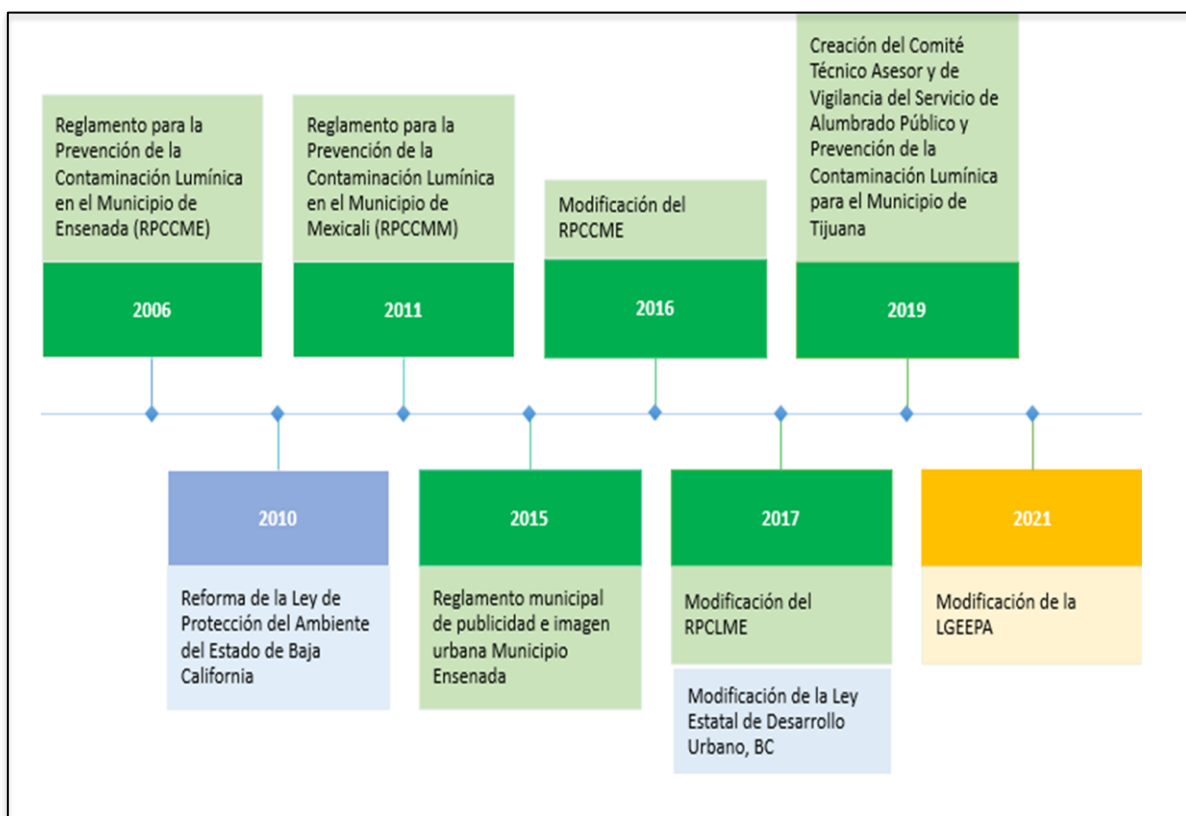 Reglamento para la
Prevención de la
Contaminación Lumínica
en el Municipio de
Ensenada (RPCCME)
2006
Reglamento para la
Prevención de la
Contaminación Lumínica
en el Municipio de
Mexicali (RPCCMM)
2011
Modificación del
RPCCME
2016
Creación del Comité
Técnico Asesor y de
Vigilancia del Servicio de
Alumbrado Público y
Prevención de la
Contaminación Lumínica
para el Municipio de
Tijuana
2019
2010
Reforma de la Ley de
Protección del Ambiente
del Estado de Baja
California
2015
Reglamento municipal
de publicidad e imagen
urbana Municipio
Ensenada
2017
Modificación del
RPCLME
Modificación de la Ley
Estatal de Desarrollo
Urbano, BC
2021
Modificación de la
LGEEPA